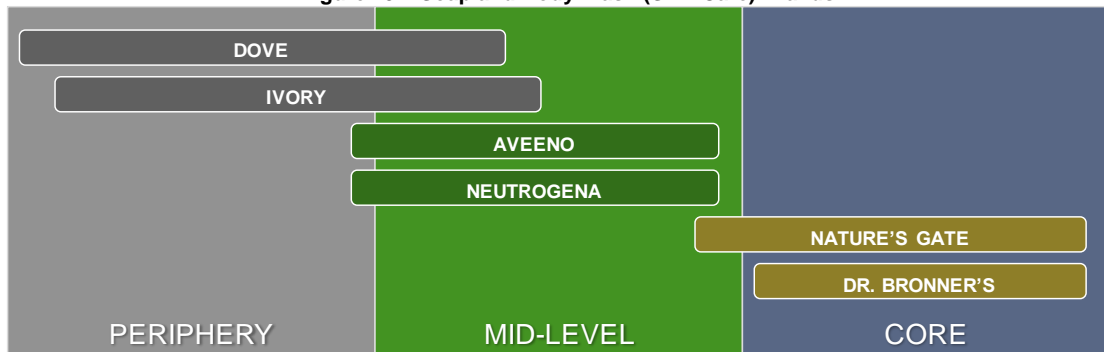 DOVE
IVORY
AVEENO
NEUTROGENA
NATURE'S GATE
DR. BRONNER'S
PERIPHERY MID-LEVEL CORE